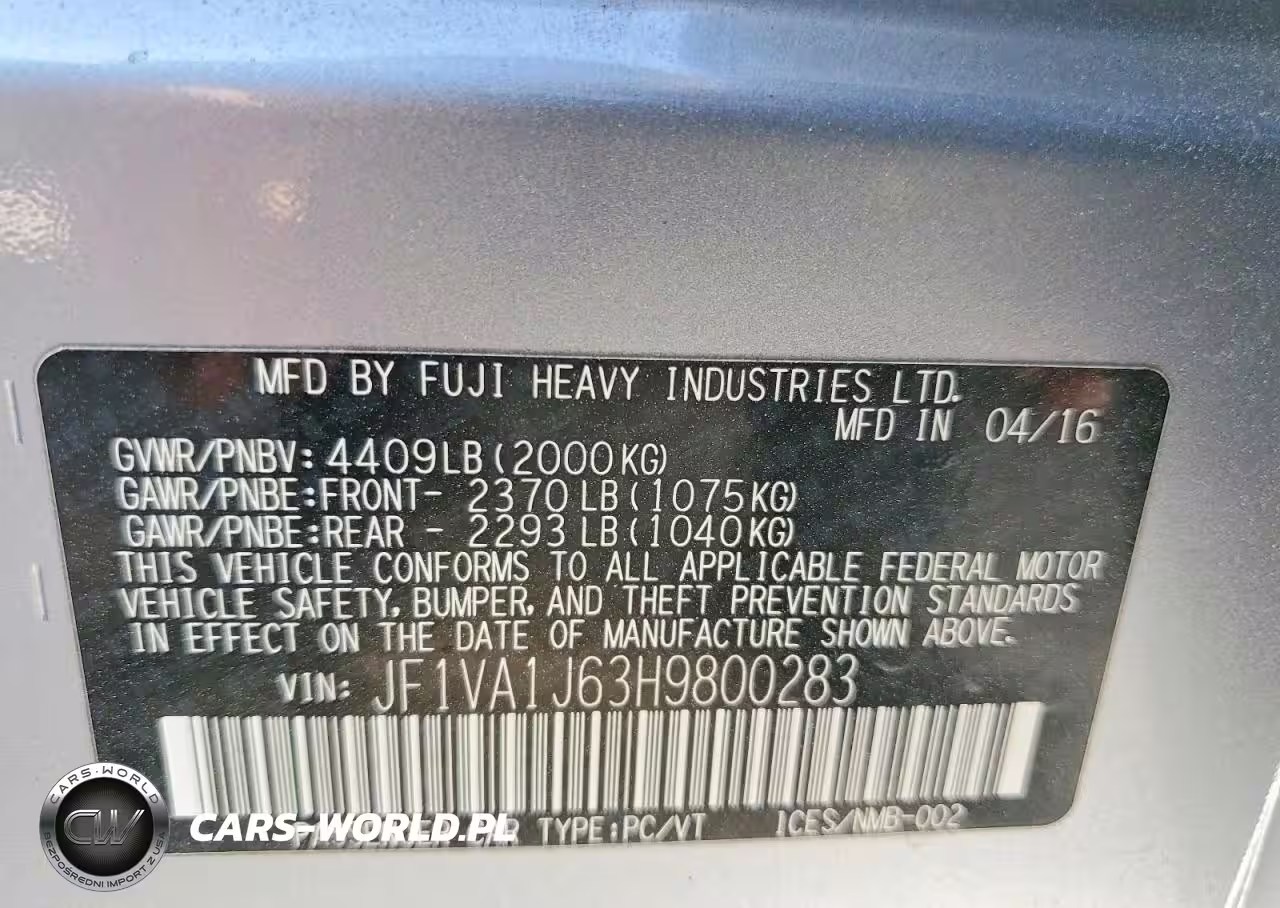 MFD BY FUJI HEAVY INDUSTRIES LTD.
MFD IN 04/16
GVWR/PNBV: 4409LB (2000KG)
GAWR/PNBE:FRONT- 2370LB (1075KG)
GAWR/PNBE:REAR - 2293LB (1040KG)
THIS VEHICLE CONFORMS TO ALL APPLICABLE FEDERAL MOTOR
VEHICLE SAFETY, BUMPER, AND THEFT PREVENTION STANDARDS
IN EFFECT ON THE DATE OF MANUFACTURE SHOWN ABOVE.
VIN: JF1VA1J63H9800283
TYPE:PC/VT ICES/NMB-002
CARS-WORLD
CW
BEZPOŚREDNI IMPORT Z USA
CARS-WORLD.PL